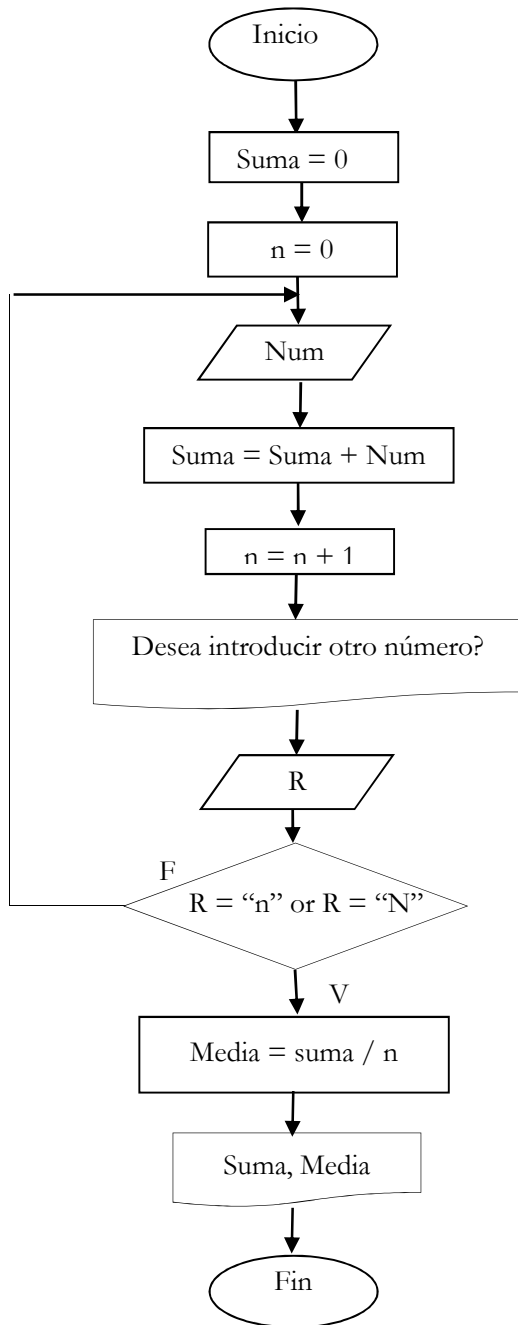 Inicio
Suma = 0
n = 0
Num
Suma = Suma + Num
n = n + 1
Desea introducir otro número?
R
F
R = “n” or R = “N”
V
Media = suma / n
Suma, Media
Fin